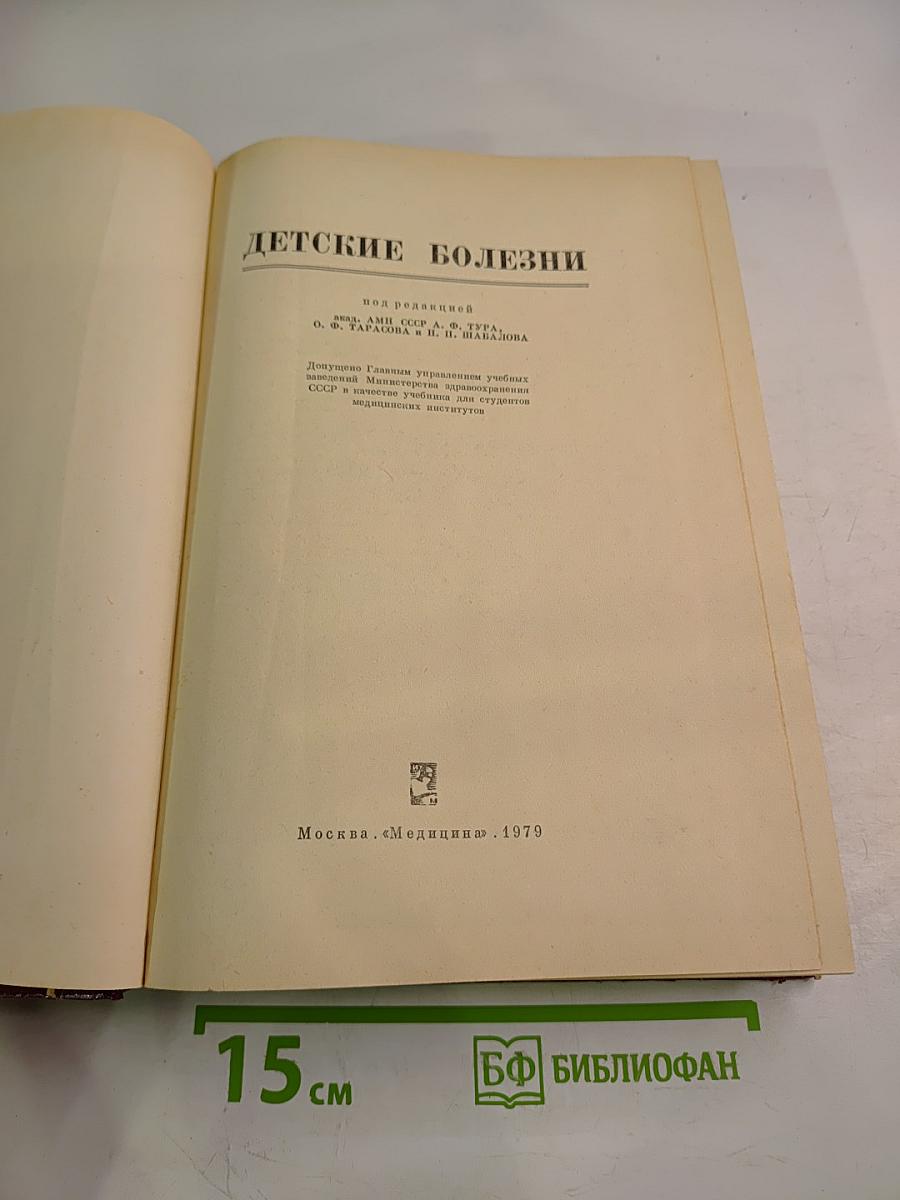 ДЕТСКИЕ БОЛЕЗНИ
под редакцией
акад. АМН СССР А. Ф. ТУРА,
О. Ф. ТАРАСОВА и Н. П. ШАБАЛОВА
Допущено Главным управлением учебных
заведений Министерства здравоохранения
СССР в качестве учебника для студентов
медицинских институтов
Москва . «Медицина» . 1979
15 см
БФ БИБЛИОФАН